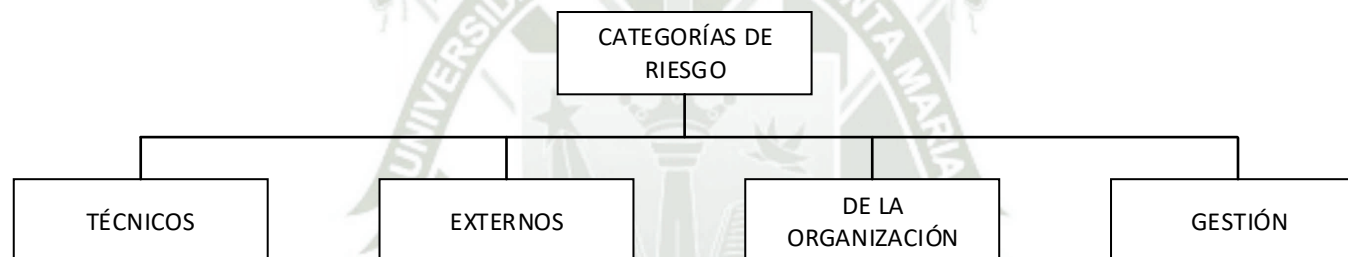 CATEGORÍAS DE
RIESGO
TÉCNICOS
EXTERNOS
DE LA
ORGANIZACIÓN
GESTIÓN